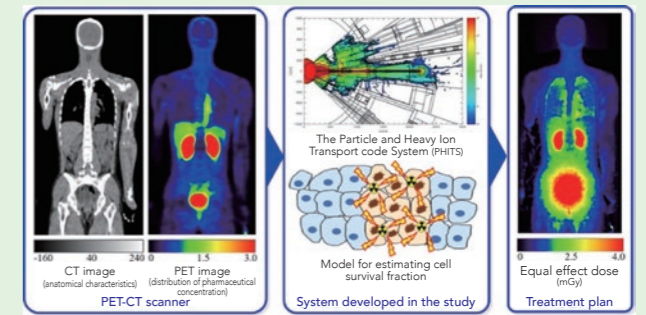 -160 40 240
CT image
(anatomical characteristics)
0 1.5 3.0
PET image
(distribution of pharmaceutical
concentration)
PET-CT scanner
The Particle and Heavy Ion
Transport code System (PHITS)
Model for estimating cell
survival fraction
System developed in the study
0 2.5 4.0
Equal effect dose
(mGy)
Treatment plan